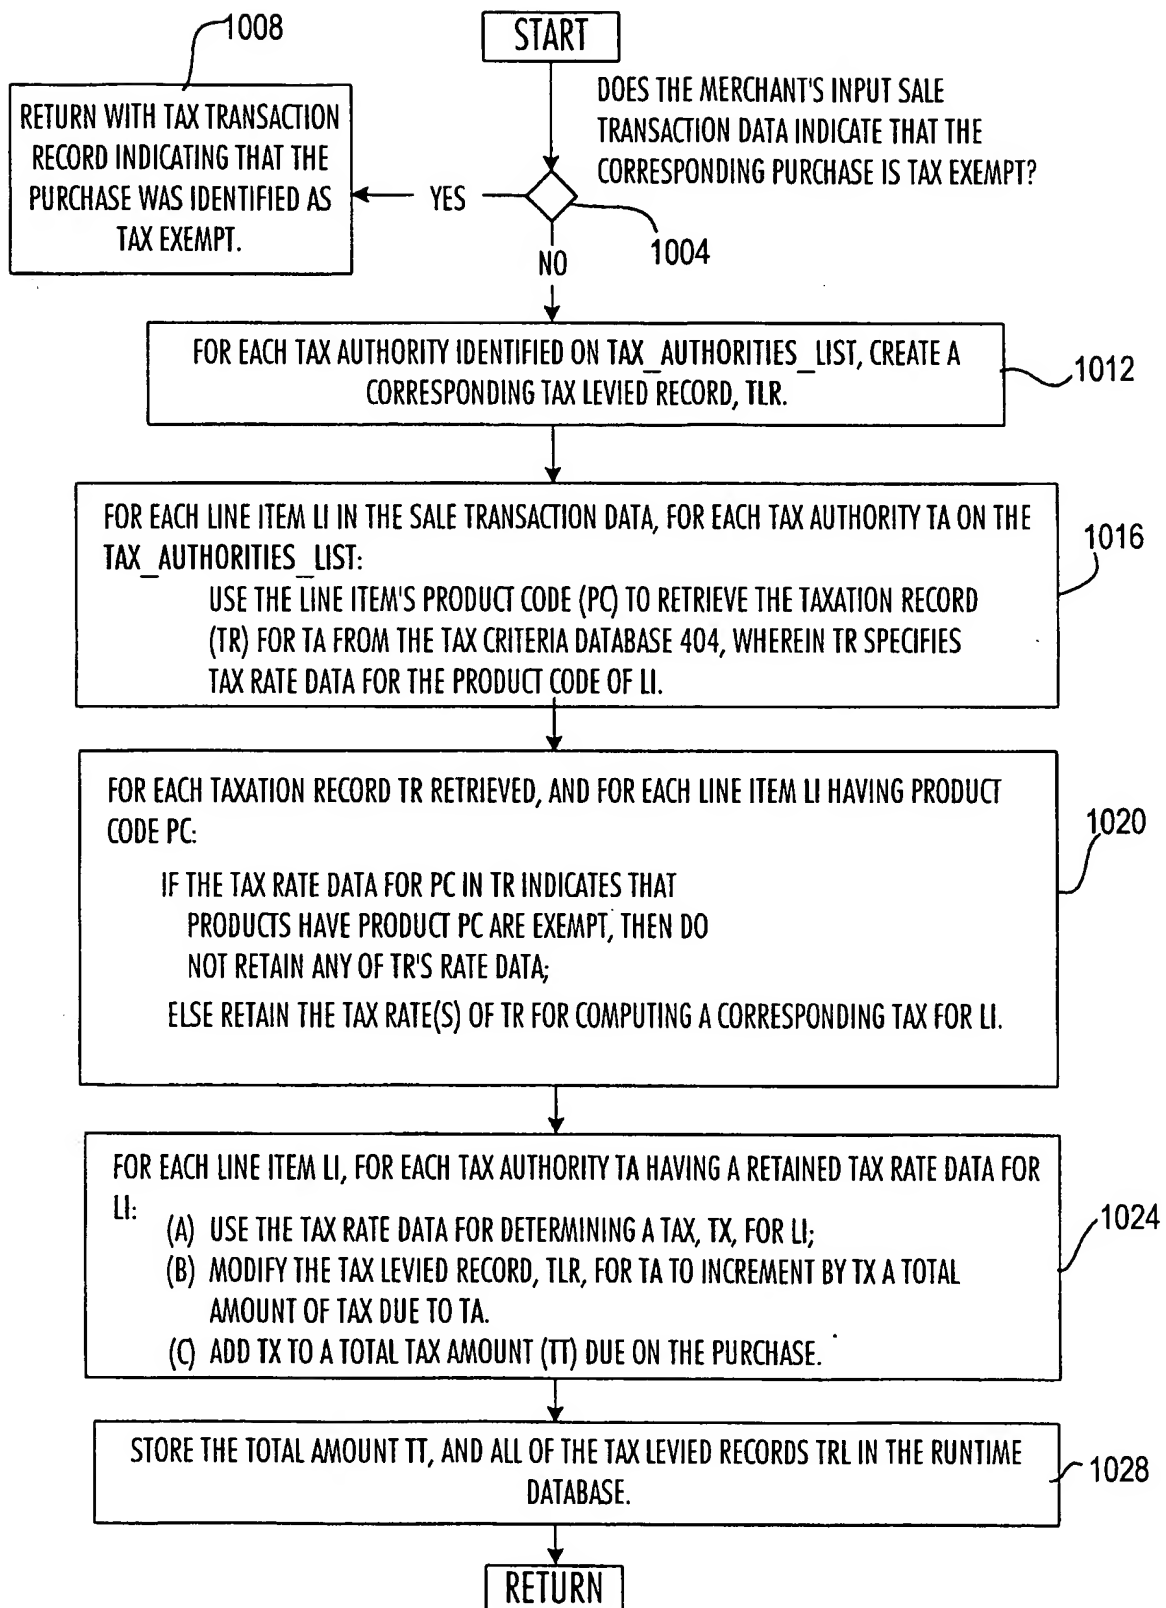 START
1008
DOES THE MERCHANT'S INPUT SALE
TRANSACTION DATA INDICATE THAT THE
CORRESPONDING PURCHASE IS TAX EXEMPT?
RETURN WITH TAX TRANSACTION
RECORD INDICATING THAT THE
PURCHASE WAS IDENTIFIED AS
TAX EXEMPT.
YES
1004
NO
FOR EACH TAX AUTHORITY IDENTIFIED ON TAX_AUTHORITIES_LIST, CREATE A
CORRESPONDING TAX LEVIED RECORD, TLR.
1012
FOR EACH LINE ITEM LI IN THE SALE TRANSACTION DATA, FOR EACH TAX AUTHORITY TA ON THE
TAX_AUTHORITIES_LIST:
USE THE LINE ITEM'S PRODUCT CODE (PC) TO RETRIEVE THE TAXATION RECORD
(TR) FOR TA FROM THE TAX CRITERIA DATABASE 404, WHEREIN TR SPECIFIES
TAX RATE DATA FOR THE PRODUCT CODE OF LI.
1016
FOR EACH TAXATION RECORD TR RETRIEVED, AND FOR EACH LINE ITEM LI HAVING PRODUCT
CODE PC:
IF THE TAX RATE DATA FOR PC IN TR INDICATES THAT
PRODUCTS HAVE PRODUCT PC ARE EXEMPT, THEN DO
NOT RETAIN ANY OF TR'S RATE DATA;
ELSE RETAIN THE TAX RATE(S) OF TR FOR COMPUTING A CORRESPONDING TAX FOR LI.
1020
FOR EACH LINE ITEM LI, FOR EACH TAX AUTHORITY TA HAVING A RETAINED TAX RATE DATA FOR
LI:
(A) USE THE TAX RATE DATA FOR DETERMINING A TAX, TX, FOR LI;
(B) MODIFY THE TAX LEVIED RECORD, TLR, FOR TA TO INCREMENT BY TX A TOTAL
AMOUNT OF TAX DUE TO TA.
(C) ADD TX TO A TOTAL TAX AMOUNT (TT) DUE ON THE PURCHASE.
1024
STORE THE TOTAL AMOUNT TT, AND ALL OF THE TAX LEVIED RECORDS TRL IN THE RUNTIME
DATABASE.
1028
RETURN